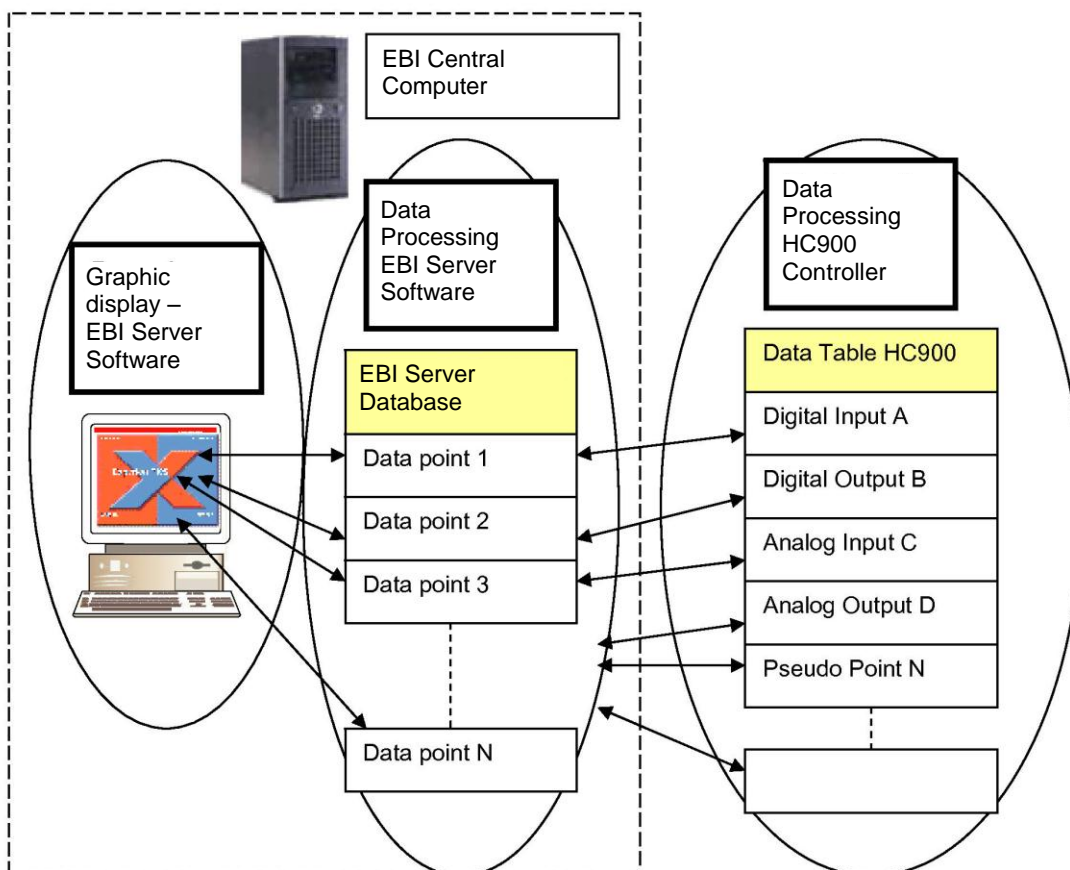 EBI Central
Computer
Data
Processing
EBI Server
Software
Data
Processing
HC900
Controller
Graphic
display –
EBI Server
Software
EBI Server
Database
Data point 1
Data point 2
Data point 3
Data point N
Data Table HC900
Digital Input A
Digital Output B
Analog Input C
Analog Output D
Pseudo Point N